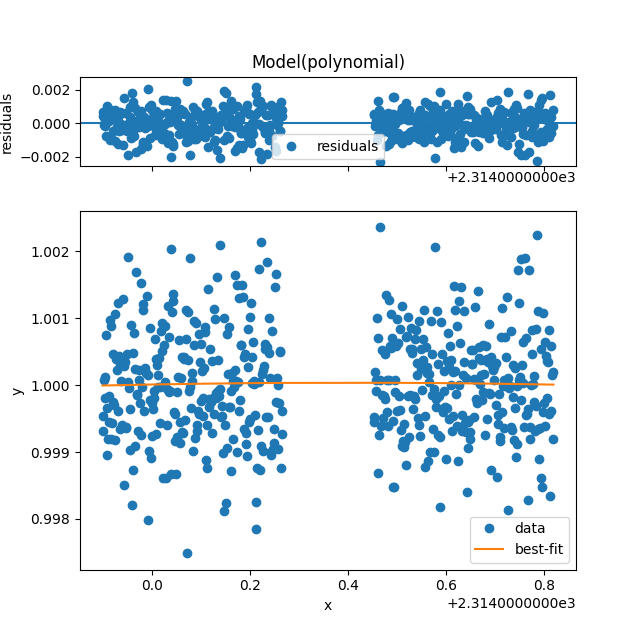 Model(polynomial)
0.002
0.000
−0.002
residuals
residuals
+2.3140000000e3
1.002
1.001
1.000
0.999
0.998
y
data
best-fit
0.0 0.2 0.4 0.6 0.8
x
+2.3140000000e3